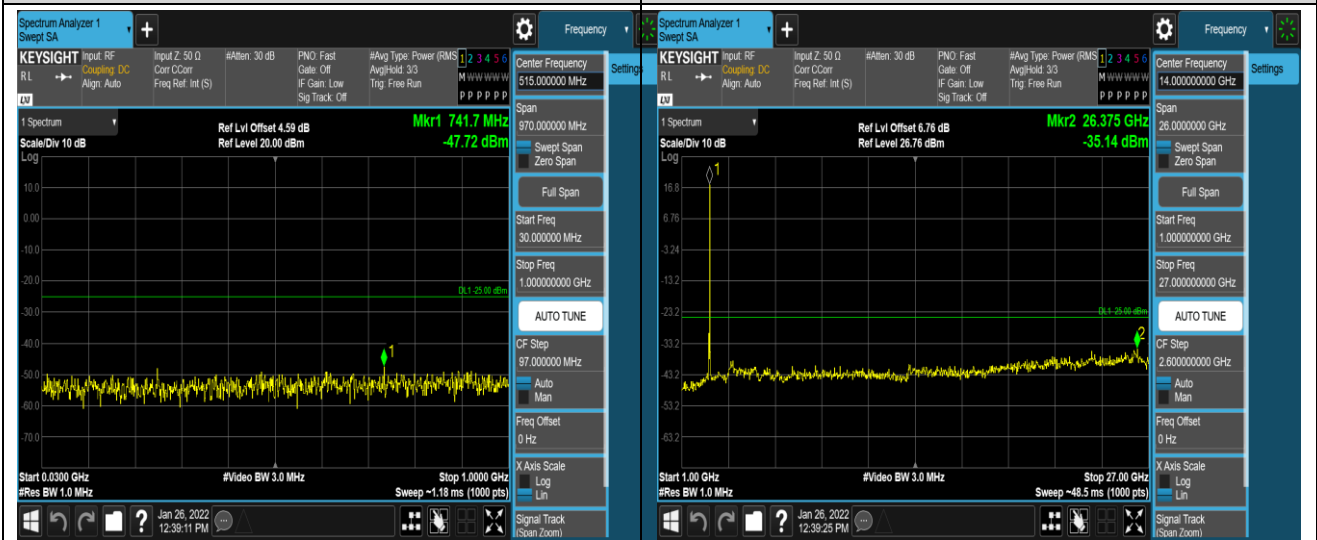 Spectrum Analyzer 1
Swept SA
+
Frequency
KEYSIGHT
RL
LXI
Input: RF
Coupling: DC
Align: Auto
Input Z: 50 Ω
Corr CCorr
Freq Ref: Int (S)
#Atten: 30 dB
PNO: Fast
Gate: Off
IF Gain: Low
Sig Track: Off
#Avg Type: Power (RMS
Avg|Hold: 3/3
Trig: Free Run
1 2 3 4 5 6
M W W W W W
P P P P P P
Center Frequency
515.000000 MHz
Settings
1 Spectrum
Scale/Div 10 dB
Log
Ref Lvl Offset 4.59 dB
Ref Level 20.00 dBm
Mkr1 741.7 MHz
-47.72 dBm
10.0
0.00
-10.0
-20.0
-30.0
-40.0
-50.0
-60.0
-70.0
DL1 -25.00 dBm
1
Start 0.0300 GHz
#Res BW 1.0 MHz
#Video BW 3.0 MHz
Stop 1.0000 GHz
Sweep ~1.18 ms (1000 pts)
Span
970.000000 MHz
Swept Span
Zero Span
Full Span
Start Freq
30.000000 MHz
Stop Freq
1.000000000 GHz
AUTO TUNE
CF Step
97.000000 MHz
Auto
Man
Freq Offset
0 Hz
X Axis Scale
Log
Lin
Signal Track
(Span Zoom)
?
Jan 26, 2022
12:39:11 PM
Spectrum Analyzer 1
Swept SA
+
Frequency
KEYSIGHT
RL
LXI
Input: RF
Coupling: DC
Align: Auto
Input Z: 50 Ω
Corr CCorr
Freq Ref: Int (S)
#Atten: 30 dB
PNO: Fast
Gate: Off
IF Gain: Low
Sig Track: Off
#Avg Type: Power (RMS
Avg|Hold: 3/3
Trig: Free Run
1 2 3 4 5 6
M W W W W W
P P P P P P
Center Frequency
14.000000000 GHz
Settings
1 Spectrum
Scale/Div 10 dB
Log
Ref Lvl Offset 6.76 dB
Ref Level 26.76 dBm
Mkr2 26.375 GHz
-35.14 dBm
1
16.8
6.76
-3.24
-13.2
-23.2
-33.2
-43.2
-53.2
-63.2
DL1 -25.00 dBm
2
Start 1.00 GHz
#Res BW 1.0 MHz
#Video BW 3.0 MHz
Stop 27.00 GHz
Sweep ~48.5 ms (1000 pts)
Span
26.0000000 GHz
Swept Span
Zero Span
Full Span
Start Freq
1.000000000 GHz
Stop Freq
27.000000000 GHz
AUTO TUNE
CF Step
2.600000000 GHz
Auto
Man
Freq Offset
0 Hz
X Axis Scale
Log
Lin
Signal Track
(Span Zoom)
?
Jan 26, 2022
12:39:25 PM